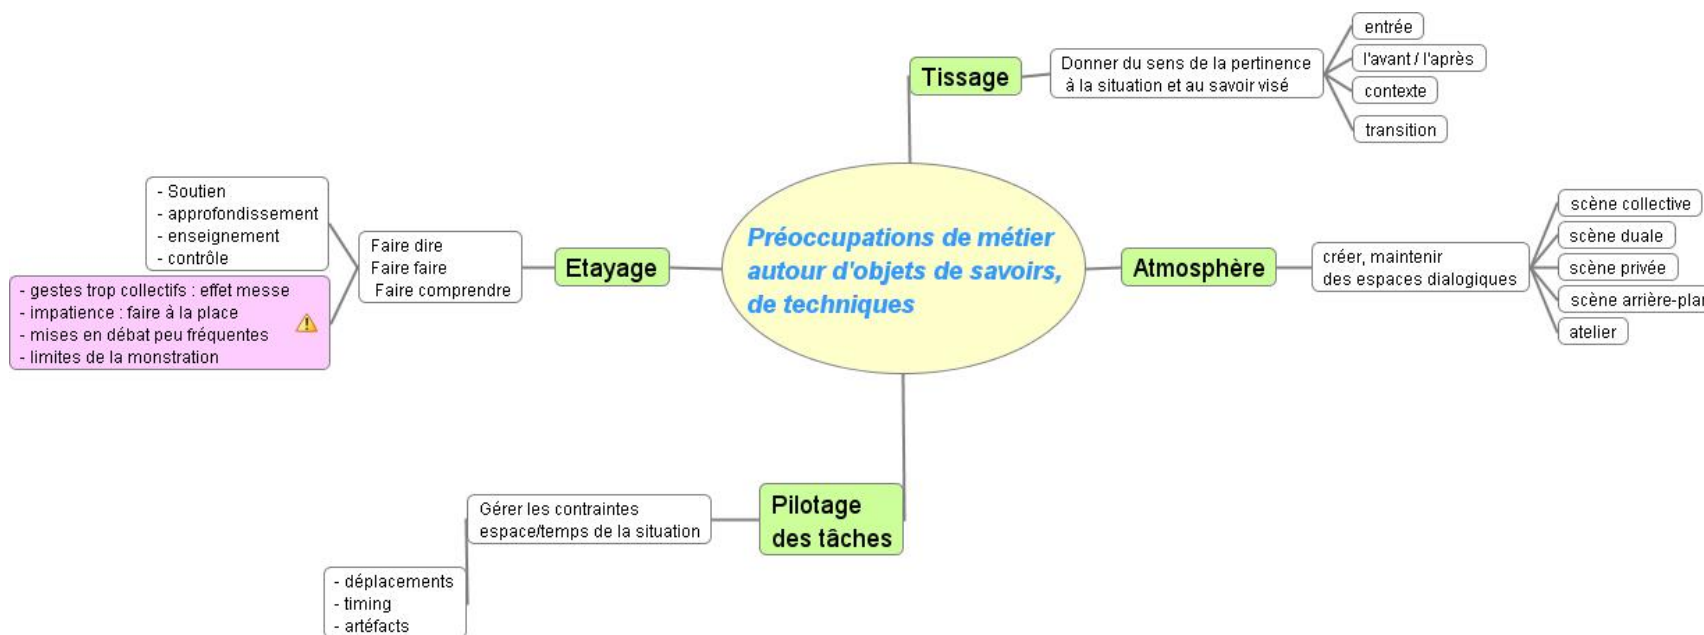 Tissage
Donner du sens de la pertinence
à la situation et au savoir visé
entrée
l'avant / l'après
contexte
transition
Préoccupations de métier
autour d'objets de savoirs,
de techniques
Atmosphère
créer, maintenir
des espaces dialogiques
scène collective
scène duale
scène privée
scène arrière-plan
atelier
Etayage
Faire dire
Faire faire
Faire comprendre
- Soutien
- approfondissement
- enseignement
- contrôle
- gestes trop collectifs : effet messe
- impatience : faire à la place
- mises en débat peu fréquentes
- limites de la monstration
Pilotage
des tâches
Gérer les contraintes
espace/temps de la situation
- déplacements
- timing
- artéfacts